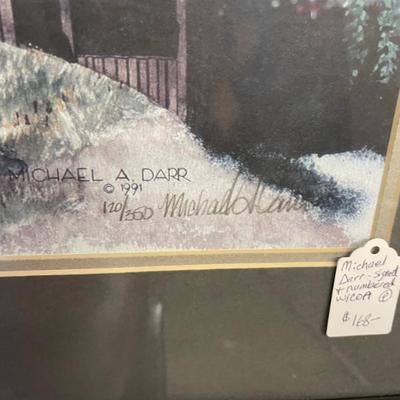 MICHAEL A. DARR
© 1991
120/350 Michael A. Darr
Michael
Darr - signed
+ numbered
w/COA
$168-